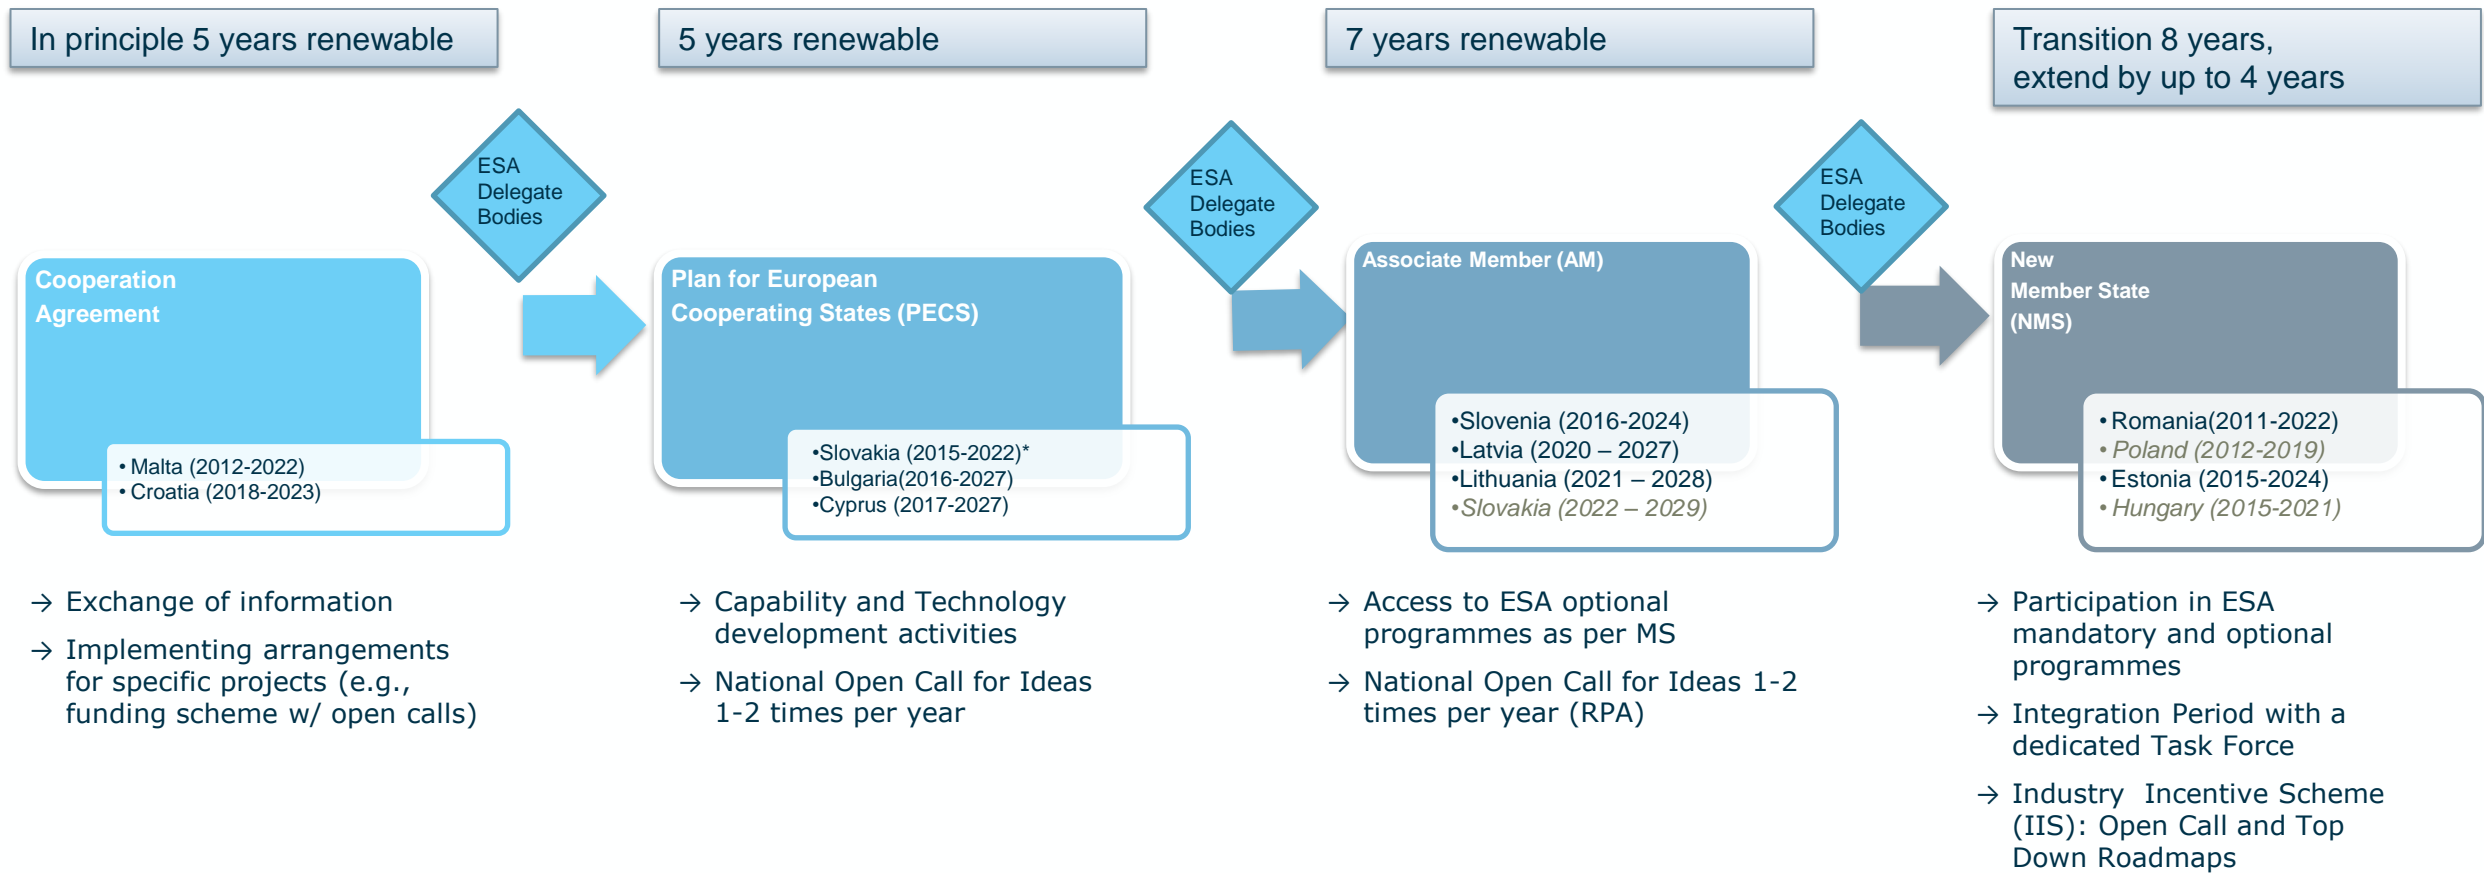 In principle 5 years renewable
5 years renewable
7 years renewable
Transition 8 years,
extend by up to 4 years
ESA
Delegate
Bodies
ESA
Delegate
Bodies
ESA
Delegate
Bodies
Cooperation
Agreement
• Malta (2012-2022)
• Croatia (2018-2023)
Plan for European
Cooperating States (PECS)
•Slovakia (2015-2022)*
•Bulgaria(2016-2027)
•Cyprus (2017-2027)
Associate Member (AM)
•Slovenia (2016-2024)
•Latvia (2020 – 2027)
•Lithuania (2021 – 2028)
•Slovakia (2022 – 2029)
New
Member State
(NMS)
• Romania(2011-2022)
• Poland (2012-2019)
• Estonia (2015-2024)
• Hungary (2015-2021)
→ Exchange of information
→ Implementing arrangements
for specific projects (e.g.,
funding scheme w/ open calls)
→ Capability and Technology
development activities
→ National Open Call for Ideas
1-2 times per year
→ Access to ESA optional
programmes as per MS
→ National Open Call for Ideas 1-2
times per year (RPA)
→ Participation in ESA
mandatory and optional
programmes
→ Integration Period with a
dedicated Task Force
→ Industry  Incentive Scheme
(IIS): Open Call and Top
Down Roadmaps